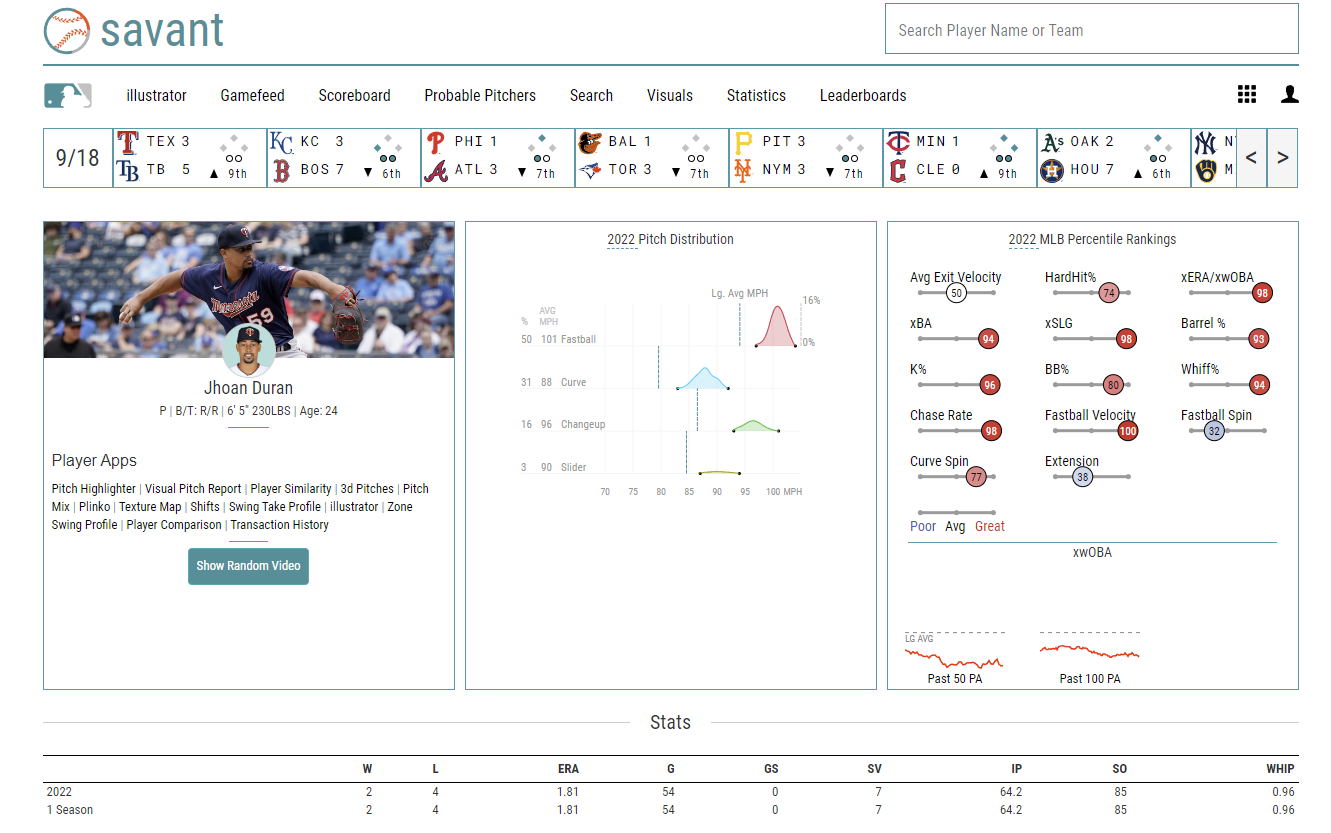 savant
Search Player Name or Team
illustrator Gamefeed Scoreboard Probable Pitchers Search Visuals Statistics Leaderboards
9/18
TEX 3
TB 5 ▲ 9th
KC 3
BOS 7 ▼ 6th
PHI 1
ATL 3 ▼ 7th
BAL 1
TOR 3 ▼ 7th
PIT 3
NYM 3 ▼ 7th
MIN 1
CLE 0 ▲ 9th
OAK 2
HOU 7 ▲ 6th
< >
Minnesota
59
Jhoan Duran
P | B/T: R/R | 6' 5" 230LBS | Age: 24
Player Apps
Pitch Highlighter | Visual Pitch Report | Player Similarity | 3d Pitches | Pitch
Mix | Plinko | Texture Map | Shifts | Swing Take Profile | illustrator | Zone
Swing Profile | Player Comparison | Transaction History
Show Random Video
2022 Pitch Distribution
Lg. Avg MPH
16%
0%
% AVG MPH
50 101 Fastball
31 88 Curve
16 96 Changeup
3 90 Slider
70 75 80 85 90 95 100 MPH
2022 MLB Percentile Rankings
Avg Exit Velocity HardHit% xERA/xwOBA
50 74 98
xBA xSLG Barrel %
94 98 93
K% BB% Whiff%
96 80 94
Chase Rate Fastball Velocity Fastball Spin
98 100 32
Curve Spin Extension
77 38
Poor Avg Great
xwOBA
LG AVG
Past 50 PA Past 100 PA
Stats
W L ERA G GS SV IP SO WHIP
2022 2 4 1.81 54 0 7 64.2 85 0.96
1 Season 2 4 1.81 54 0 7 64.2 85 0.96